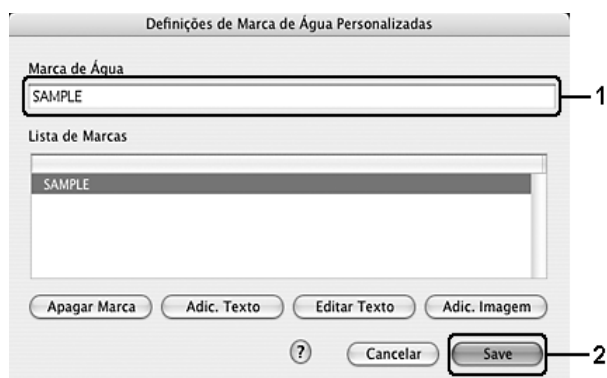 Definições de Marca de Água Personalizadas
Marca de Água
SAMPLE
1
Lista de Marcas
SAMPLE
Apagar Marca Adic. Texto Editar Texto Adic. Imagem
? Cancelar Save 2